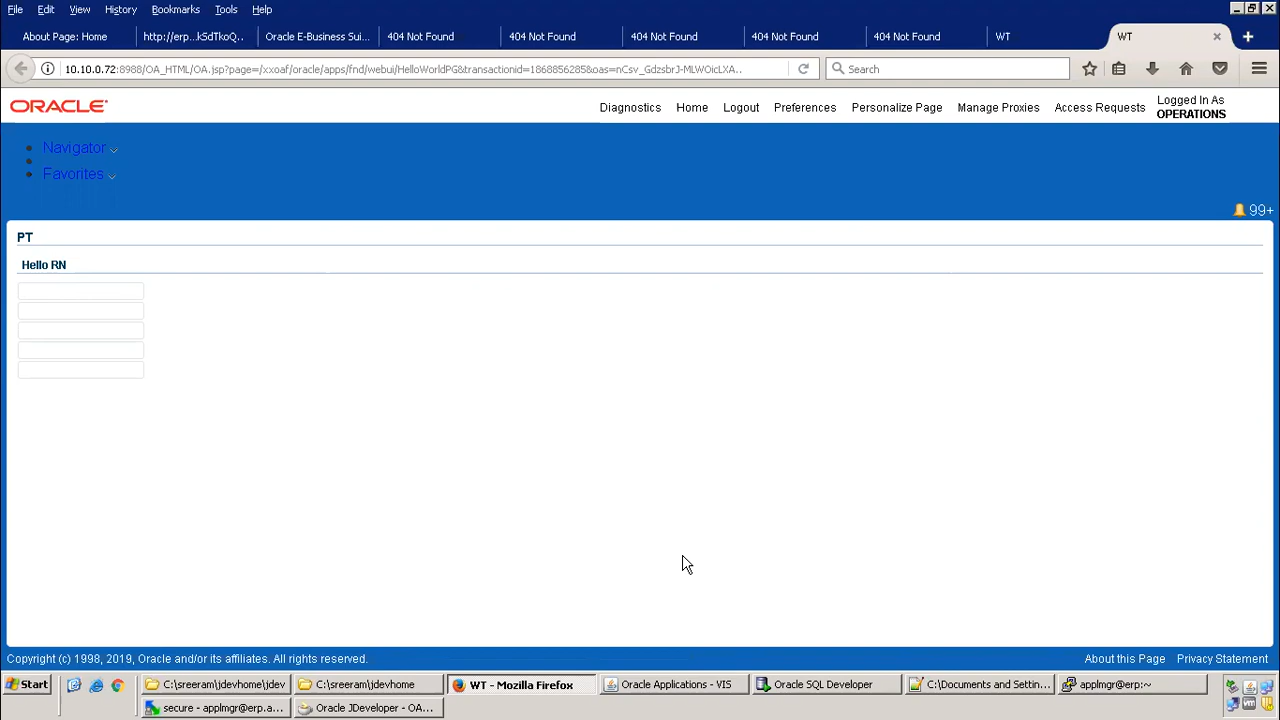 File Edit View History Bookmarks Tools Help
About Page: Home http://erp...kSdTkoQ... Oracle E-Business Sui... 404 Not Found 404 Not Found 404 Not Found 404 Not Found 404 Not Found WT WT
10.10.0.72:8988/OA_HTML/OA.jsp?page=/xxoaf/oracle/apps/fnd/webui/HelloWorldPG&transactionid=1868856285&oas=nCsv_GdzsbrJ-MLWOicLXA.. Search
ORACLE Diagnostics Home Logout Preferences Personalize Page Manage Proxies Access Requests Logged In As
OPERATIONS
Navigator
Favorites
99+
PT
Hello RN
Copyright (c) 1998, 2019, Oracle and/or its affiliates. All rights reserved. About this Page Privacy Statement
Start C:\sreeram\jdevhome\jdev C:\sreeram\jdevhome WT - Mozilla Firefox Oracle Applications - VIS Oracle SQL Developer C:\Documents and Settin... applmgr@erp:~
secure - applmgr@erp.a... Oracle JDeveloper - OA...